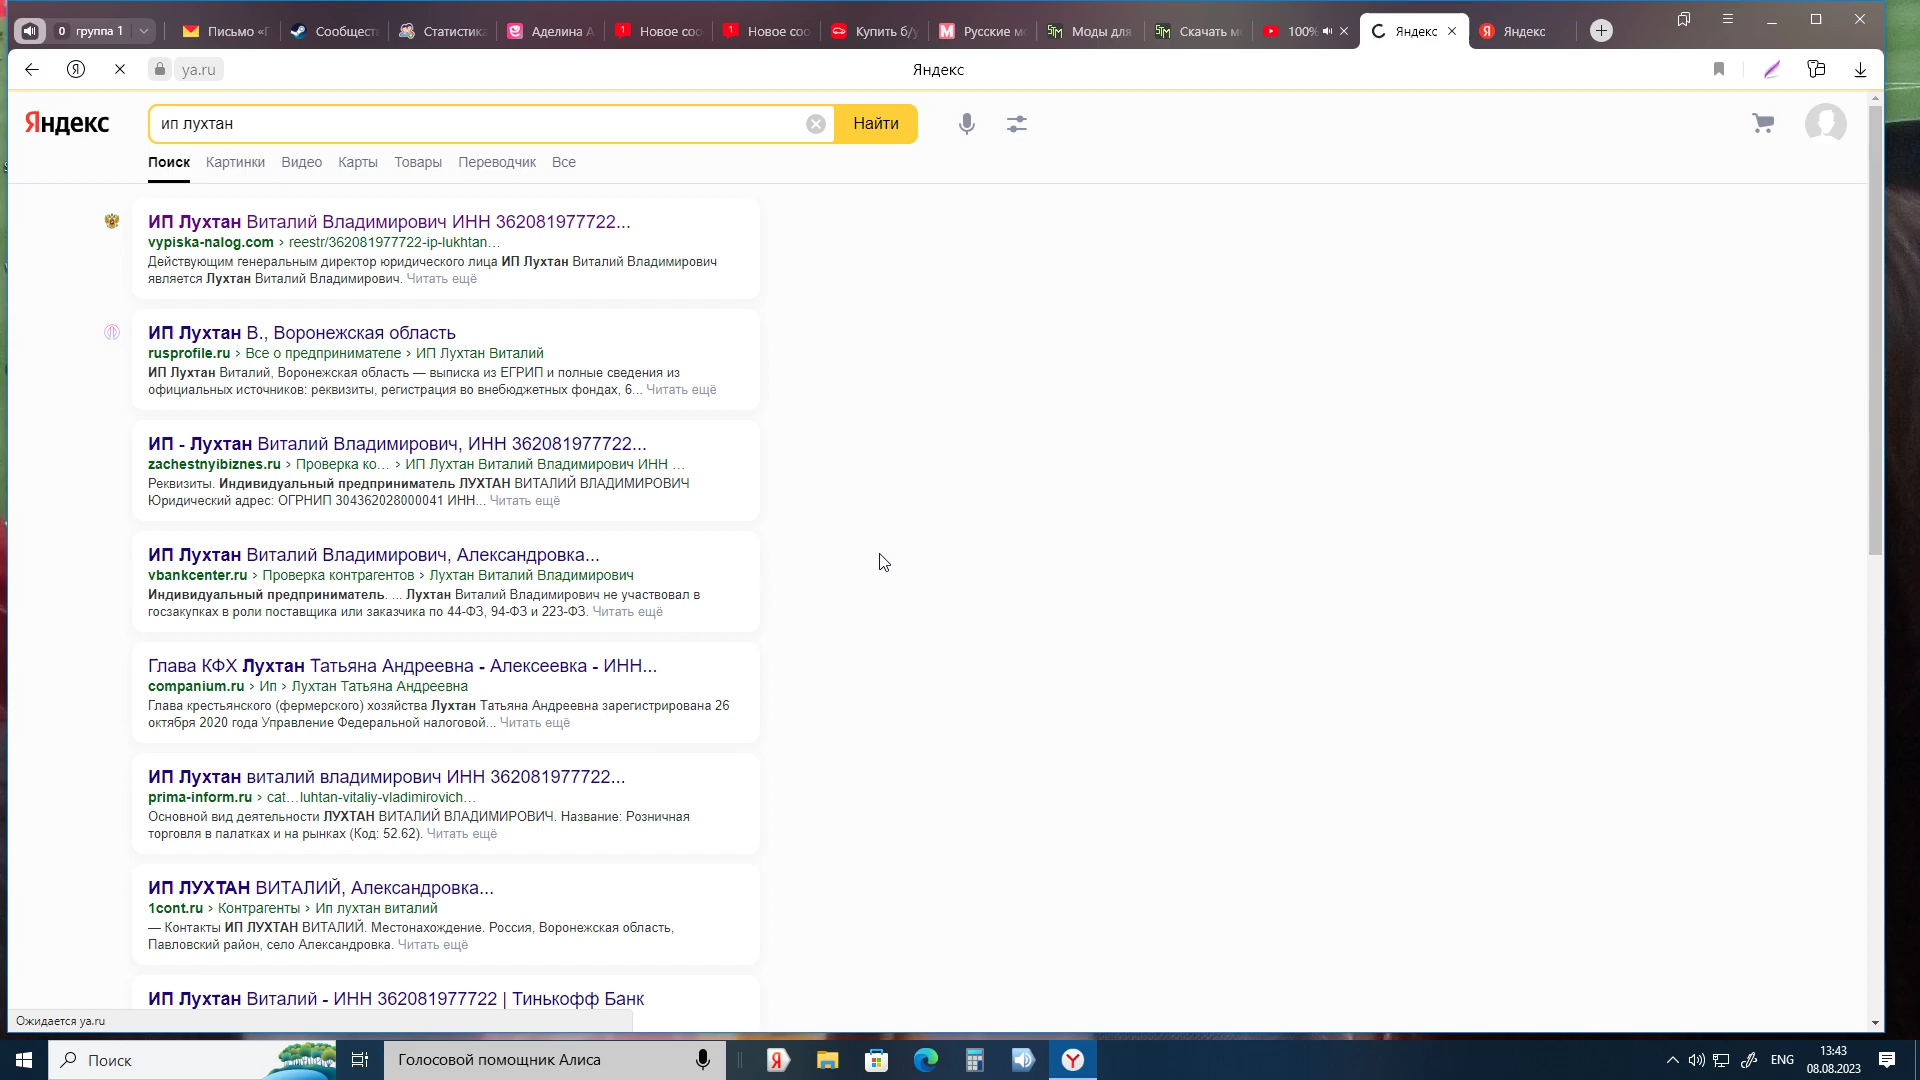 0 группа 1
Письмо «Г
Сообщест
Статистика
Аделина А
Новое соо
Новое соо
Купить б/у
Русские мо
Моды для
Скачать мо
100%
Яндекс
Яндекс
ya.ru
Яндекс
Яндекс
ип лухтан
Найти
Поиск Картинки Видео Карты Товары Переводчик Все
ИП Лухтан Виталий Владимирович ИНН 362081977722...
vypiska-nalog.com › reestr/362081977722-ip-lukhtan…
Действующим генеральным директор юридического лица ИП Лухтан Виталий Владимирович
является Лухтан Виталий Владимирович. Читать ещё
ИП Лухтан В., Воронежская область
rusprofile.ru › Все о предпринимателе › ИП Лухтан Виталий
ИП Лухтан Виталий, Воронежская область — выписка из ЕГРИП и полные сведения из
официальных источников: реквизиты, регистрация во внебюджетных фондах, 6... Читать ещё
ИП - Лухтан Виталий Владимирович, ИНН 362081977722...
zachestnyibiznes.ru › Проверка ко… › ИП Лухтан Виталий Владимирович ИНН …
Реквизиты. Индивидуальный предприниматель ЛУХТАН ВИТАЛИЙ ВЛАДИМИРОВИЧ
Юридический адрес: ОГРНИП 304362028000041 ИНН... Читать ещё
ИП Лухтан Виталий Владимирович, Александровка...
vbankcenter.ru › Проверка контрагентов › Лухтан Виталий Владимирович
Индивидуальный предприниматель. ... Лухтан Виталий Владимирович не участвовал в
госзакупках в роли поставщика или заказчика по 44-ФЗ, 94-ФЗ и 223-ФЗ. Читать ещё
Глава КФХ Лухтан Татьяна Андреевна - Алексеевка - ИНН...
companium.ru › Ип › Лухтан Татьяна Андреевна
Глава крестьянского (фермерского) хозяйства Лухтан Татьяна Андреевна зарегистрирована 26
октября 2020 года Управление Федеральной налоговой... Читать ещё
ИП Лухтан виталий владимирович ИНН 362081977722...
prima-inform.ru › cat…luhtan-vitaliy-vladimirovich…
Основной вид деятельности ЛУХТАН ВИТАЛИЙ ВЛАДИМИРОВИЧ. Название: Розничная
торговля в палатках и на рынках (Код: 52.62). Читать ещё
ИП ЛУХТАН ВИТАЛИЙ, Александровка...
1cont.ru › Контрагенты › Ип лухтан виталий
— Контакты ИП ЛУХТАН ВИТАЛИЙ. Местонахождение. Россия, Воронежская область,
Павловский район, село Александровка. Читать ещё
ИП Лухтан Виталий - ИНН 362081977722 | Тинькофф Банк
Ожидается ya.ru
Поиск
Голосовой помощник Алиса
ENG
13:43
08.08.2023